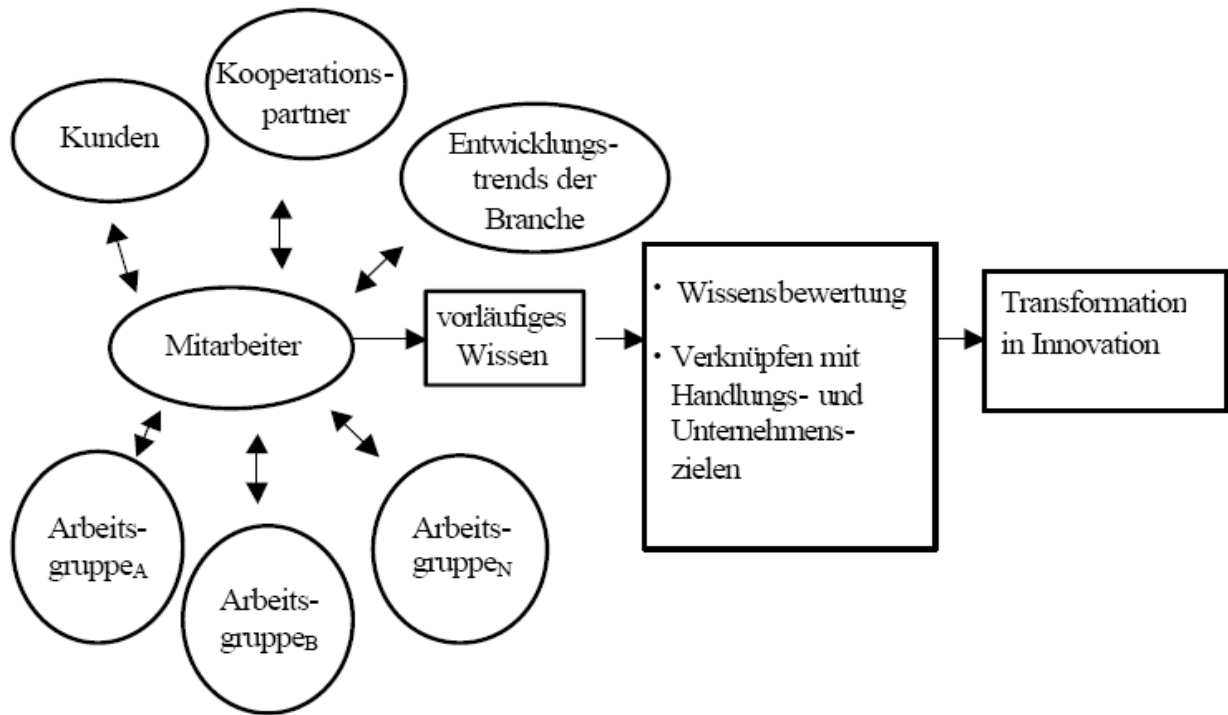 Kunden
Kooperations-
partner
Entwicklungs-
trends der
Branche
Mitarbeiter
vorläufiges
Wissen
• Wissensbewertung
• Verknüpfen mit
Handlungs- und
Unternehmens-
zielen
Transformation
in Innovation
Arbeits-
gruppeA
Arbeits-
gruppeB
Arbeits-
gruppeN